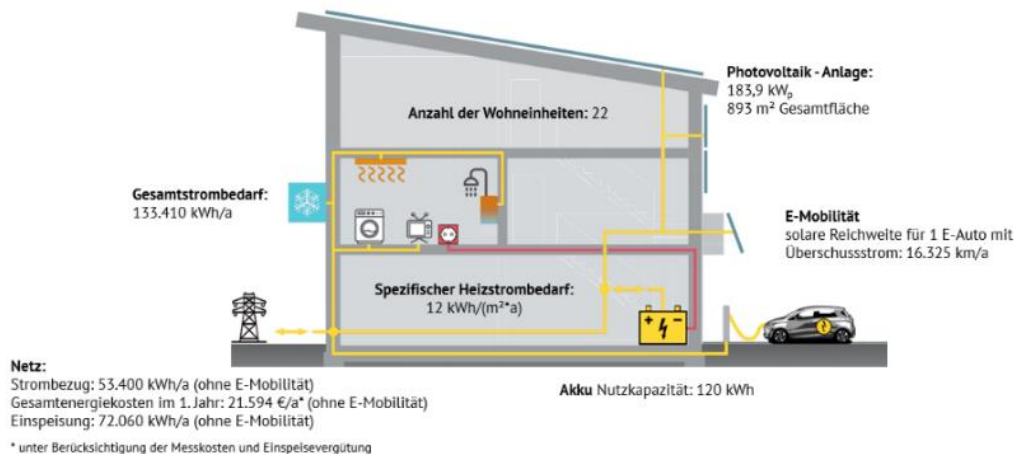 Photovoltaik - Anlage:
183,9 kWp
893 m² Gesamtfläche
Anzahl der Wohneinheiten: 22
Gesamtstrombedarf:
133.410 kWh/a
E-Mobilität
solare Reichweite für 1 E-Auto mit
Überschussstrom: 16.325 km/a
Spezifischer Heizstrombedarf:
12 kWh/(m²*a)
Netz:
Strombezug: 53.400 kWh/a (ohne E-Mobilität)
Gesamtenergiekosten im 1. Jahr: 21.594 €/a* (ohne E-Mobilität)
Einspeisung: 72.060 kWh/a (ohne E-Mobilität)
Akku Nutzkapazität: 120 kWh
* unter Berücksichtigung der Messkosten und Einspeisevergütung